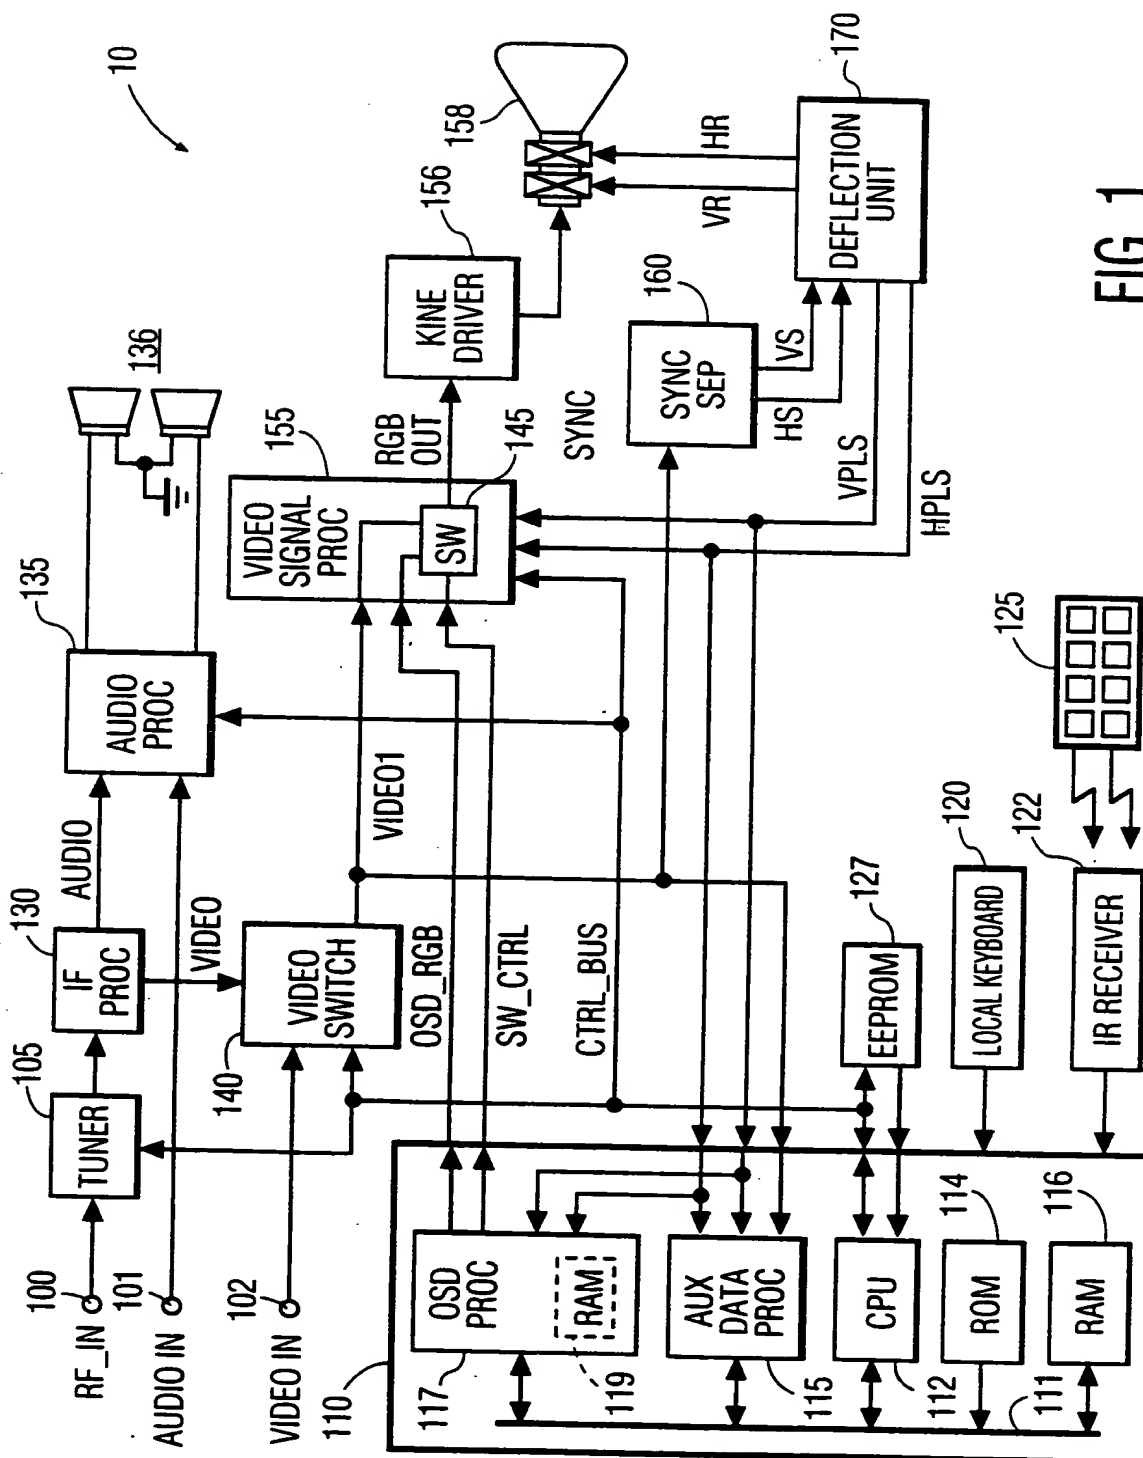 10
RF_IN
100
TUNER
105
IF
PROC
130
AUDIO
AUDIO
PROC
135
136
AUDIO IN
101
VIDEO
VIDEO IN
102
VIDEO
SWITCH
140
VIDEO1
VIDEO
SIGNAL
PROC
155
SW
145
RGB
OUT
KINE
DRIVER
156
158
OSD_RGB
SW_CTRL
CTRL_BUS
SYNC
SYNC
SEP
160
VS
HS
VR
HR
DEFLECTION
UNIT
170
VPLS
HPLS
110
OSD
PROC
117
RAM
119
AUX
DATA
PROC
115
CPU
112
ROM
114
RAM
116
111
EEPROM
127
LOCAL KEYBOARD
120
IR RECEIVER
122
125
FIG. 1